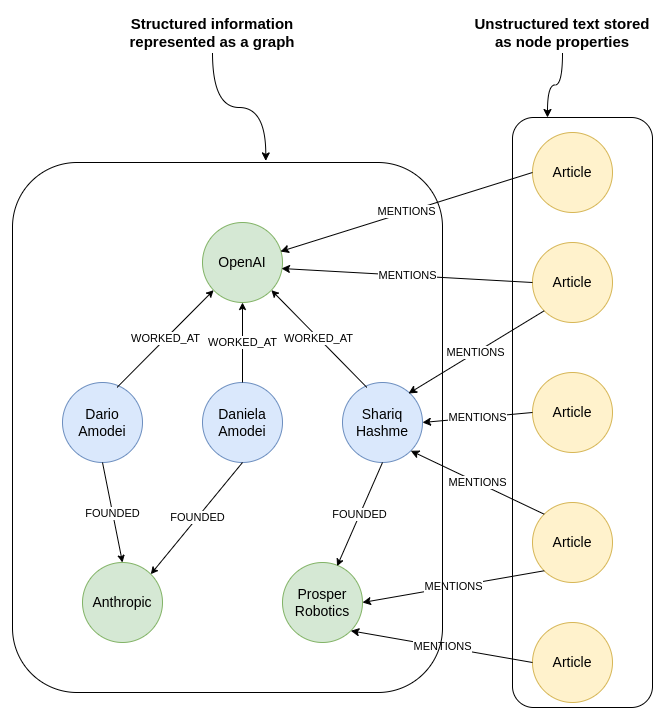 Structured information
represented as a graph
Unstructured text stored
as node properties
Article
MENTIONS
OpenAI
MENTIONS
Article
WORKED_AT
WORKED_AT
WORKED_AT
MENTIONS
Dario
Amodei
Daniela
Amodei
Shariq
Hashme
MENTIONS
Article
MENTIONS
FOUNDED
FOUNDED
FOUNDED
Article
MENTIONS
Anthropic
Prosper
Robotics
MENTIONS
Article